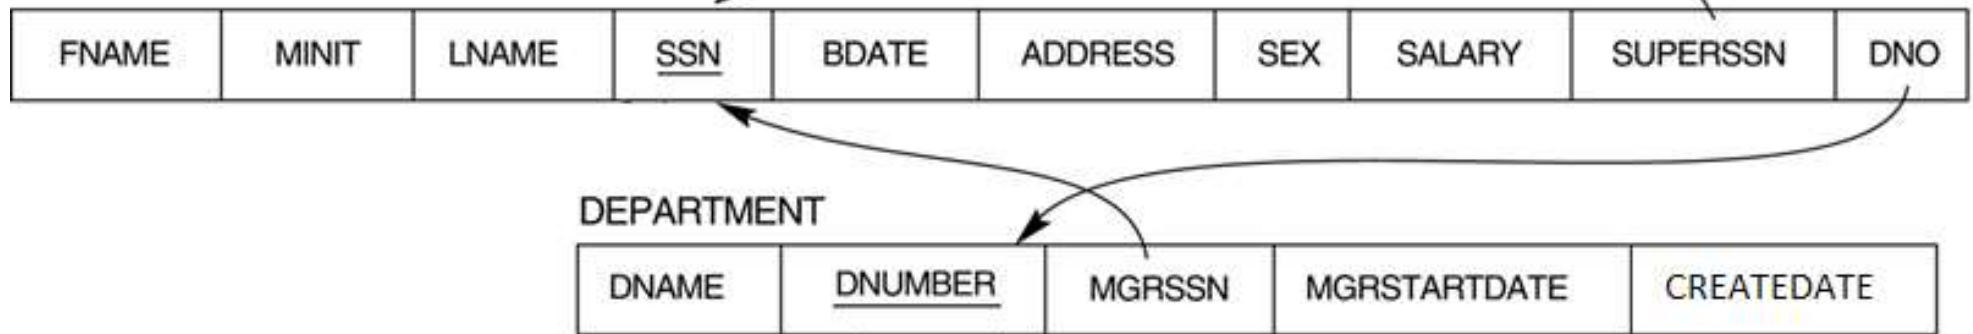 FNAME MINIT LNAME SSN BDATE ADDRESS SEX SALARY SUPERSSN DNO
DEPARTMENT
DNAME DNUMBER MGRSSN MGRSTARTDATE CREATEDATE